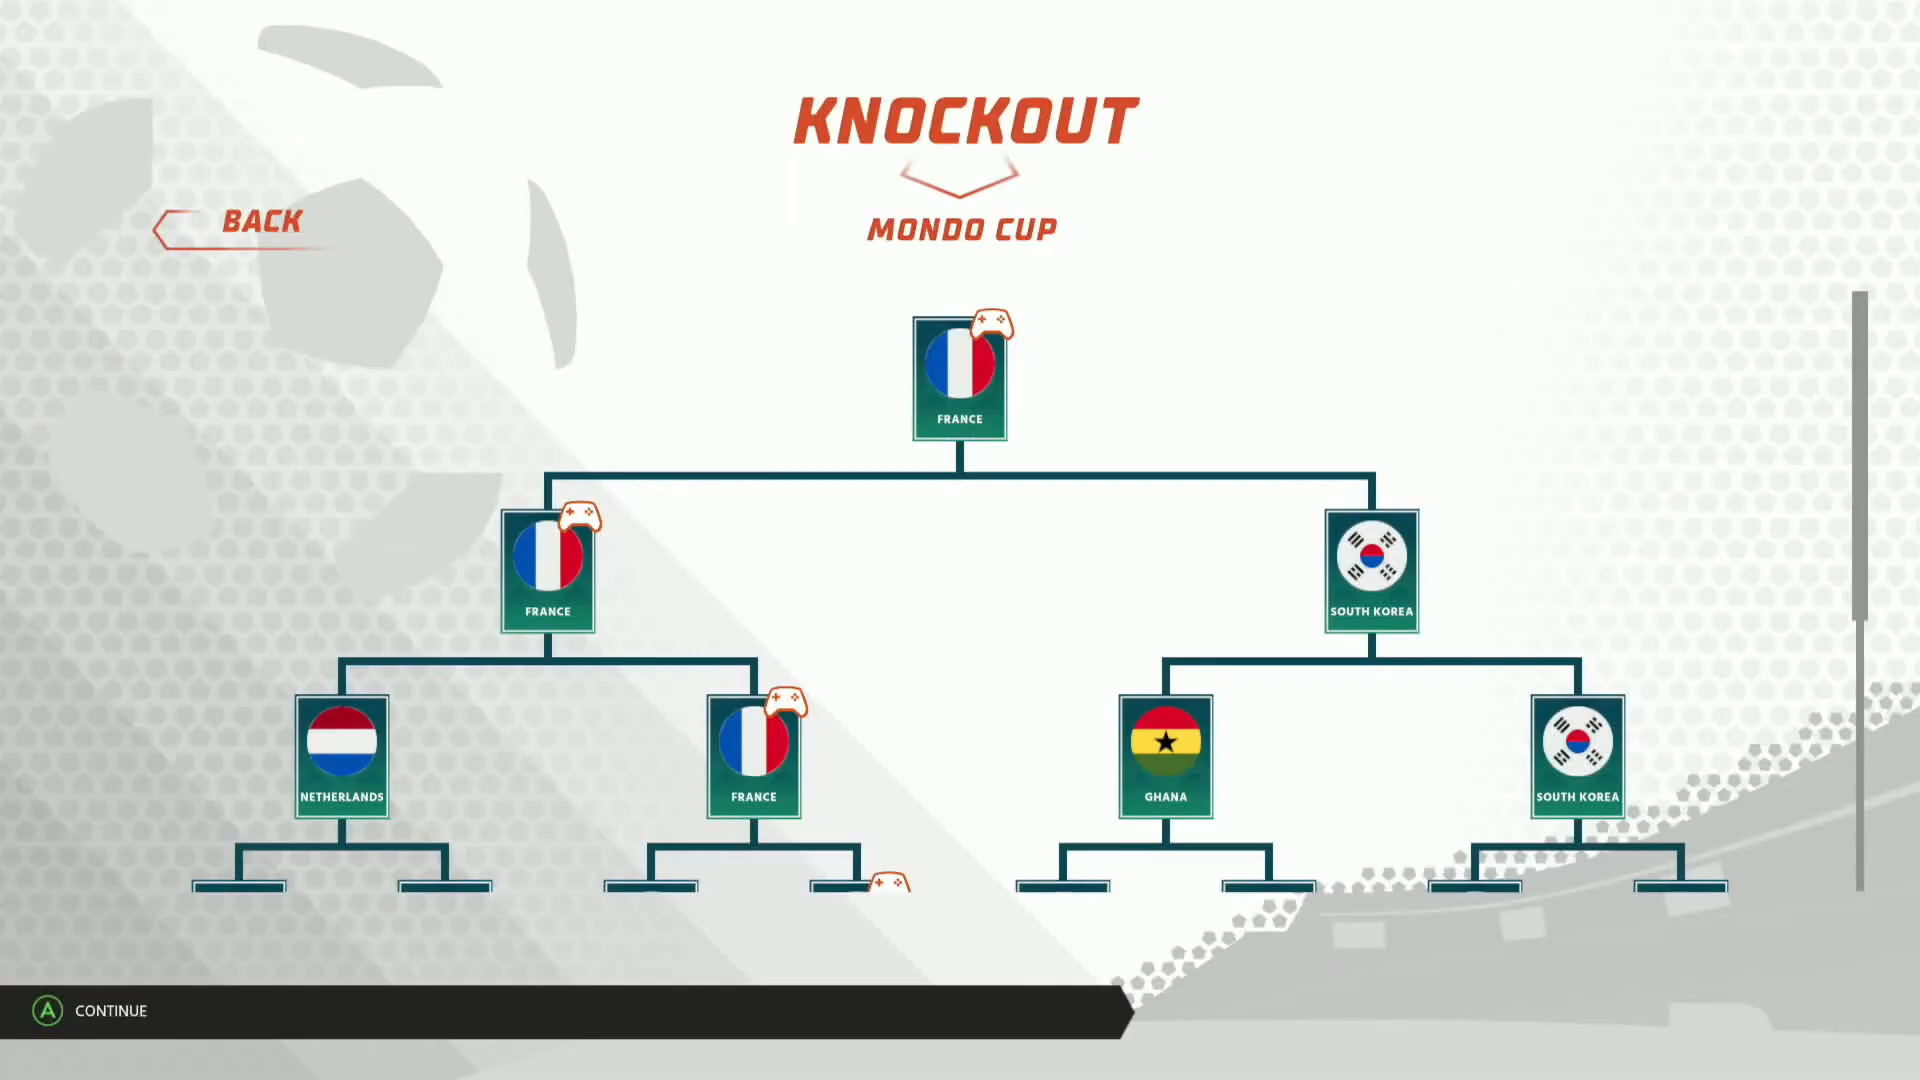 KNOCKOUT
MONDO CUP
BACK
FRANCE
FRANCE
SOUTH KOREA
NETHERLANDS
FRANCE
GHANA
SOUTH KOREA
A CONTINUE